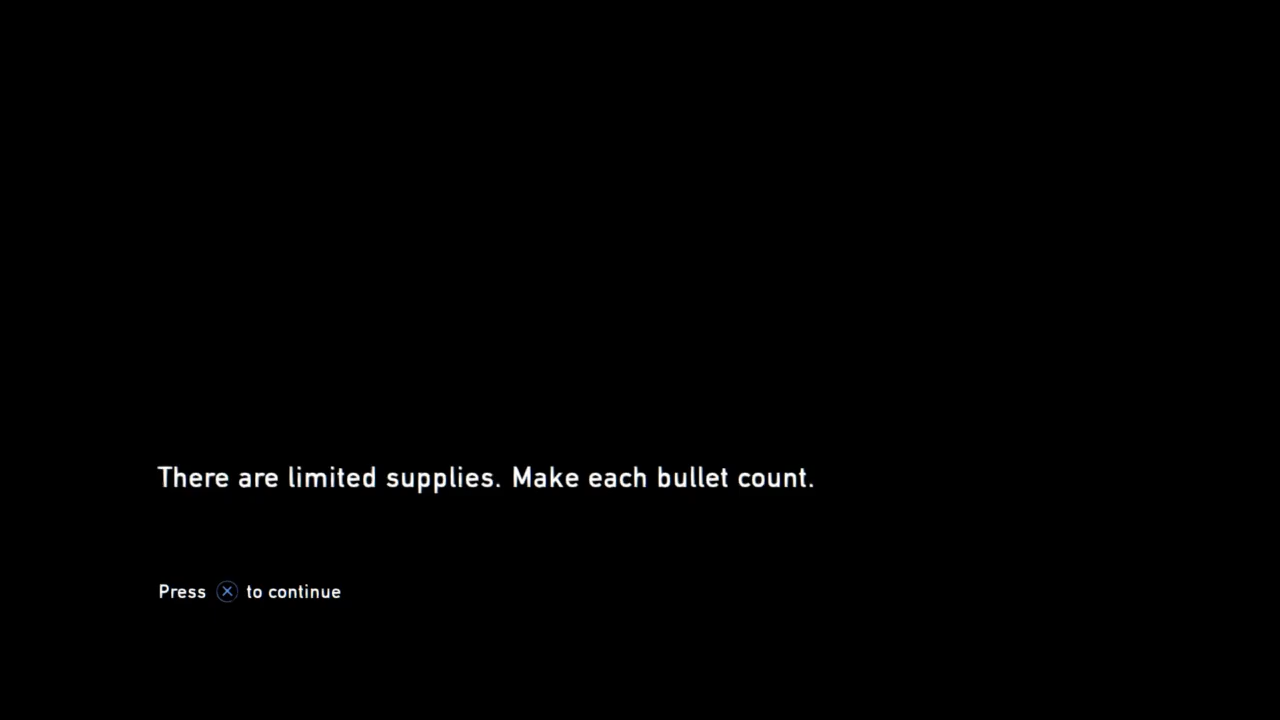 There are limited supplies. Make each bullet count.
Press ⓧ to continue